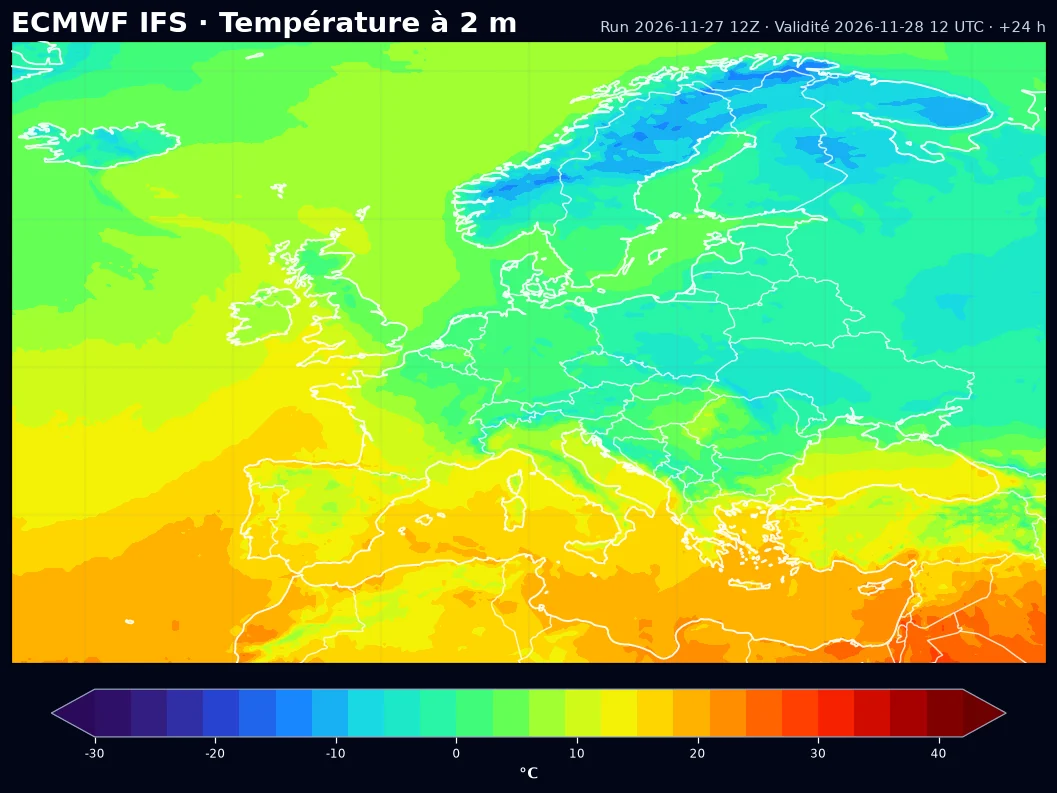 ECMWF IFS · Température à 2 m
Run 2026-11-27 12Z · Validité 2026-11-28 12 UTC · +24 h
-30 -20 -10 0 10 20 30 40
°C